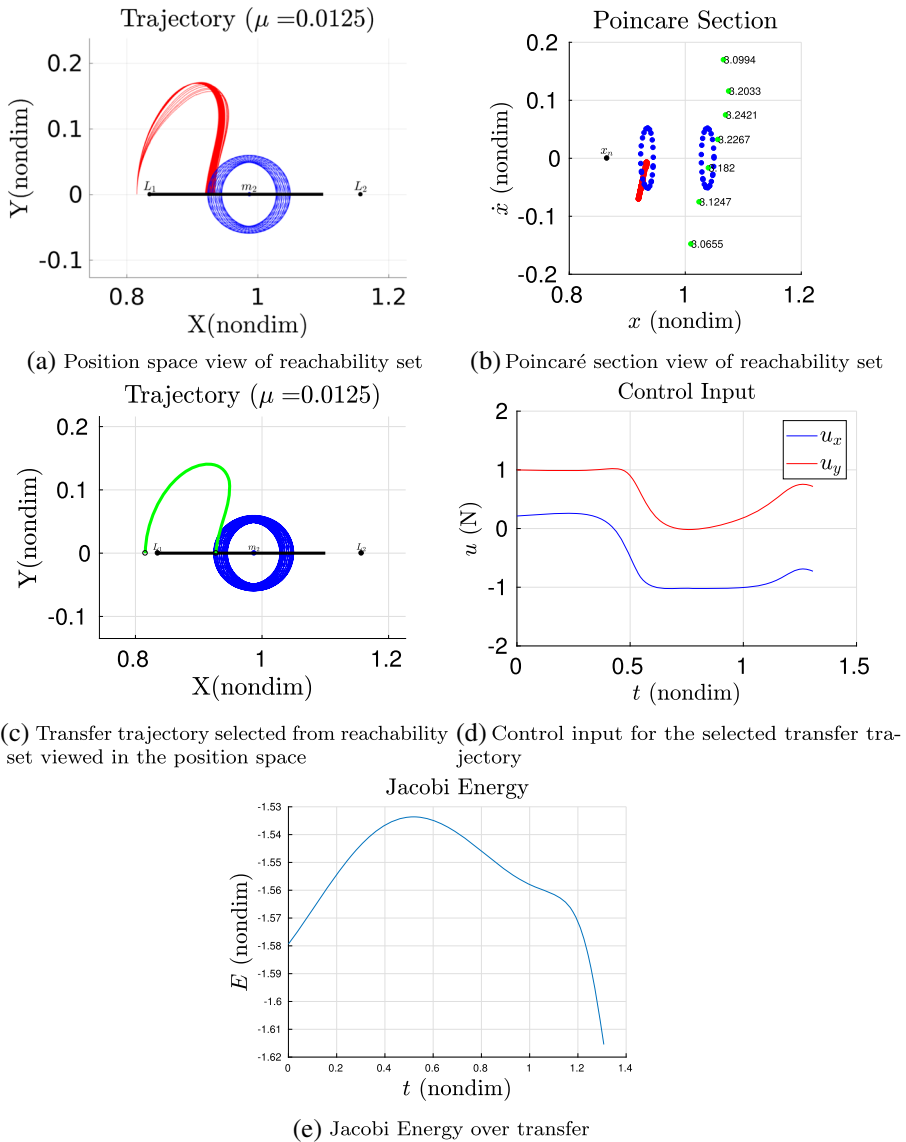 Trajectory (μ =0.0125)
Y(nondim)
0.2
0.1
0
-0.1
L1
m2
L2
0.8
1
1.2
X(nondim)
(a) Position space view of reachability set
Poincare Section
ẋ (nondim)
0.2
0.1
0
-0.1
-0.2
3.0994
3.2033
3.2421
3.2267
xn
3.1247
3.0655
0.8
1
1.2
x (nondim)
(b) Poincaré section view of reachability set
Trajectory (μ =0.0125)
Y(nondim)
0.2
0.1
0
-0.1
L1
m2
L2
0.8
1
1.2
X(nondim)
(c) Transfer trajectory selected from reachability
set viewed in the position space
Control Input
u (N)
2
1
0
-1
-2
ux
uy
0
0.5
1
1.5
t (nondim)
(d) Control input for the selected transfer tra-
jectory
Jacobi Energy
E (nondim)
-1.53
-1.54
-1.55
-1.56
-1.57
-1.58
-1.59
-1.6
-1.61
-1.62
0
0.2
0.4
0.6
0.8
1
1.2
1.4
t (nondim)
(e) Jacobi Energy over transfer